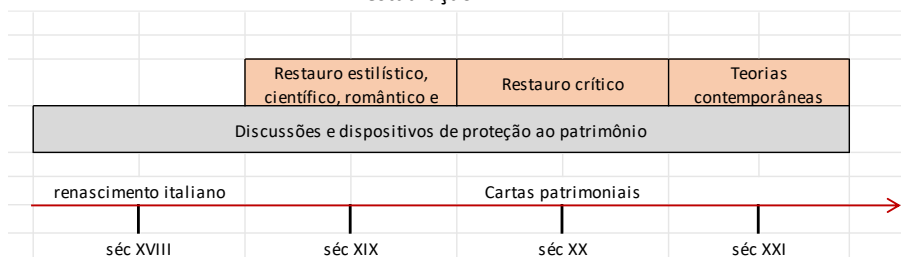 Restauro estilístico,
científico, romântico e
Restauro crítico
Teorias
contemporâneas
Discussões e dispositivos de proteção ao patrimônio
renascimento italiano
Cartas patrimoniais
séc XVIII
séc XIX
séc XX
séc XXI